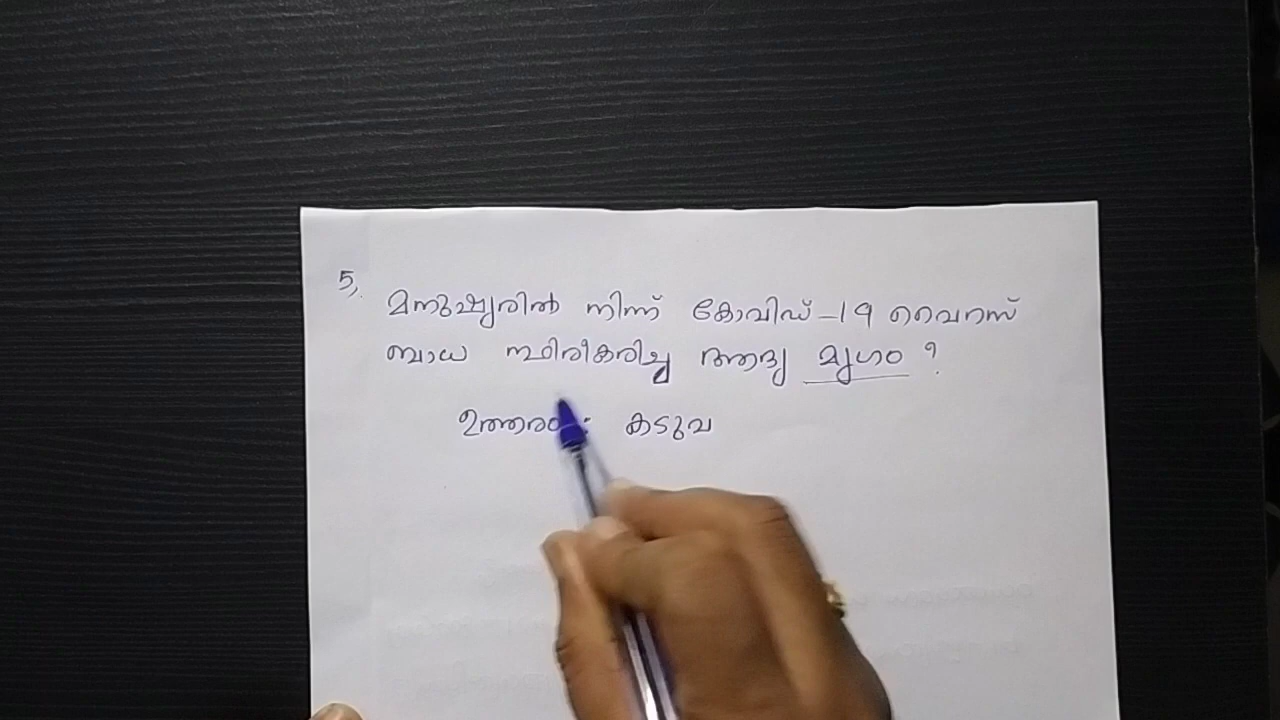 5, മനുഷ്യരിൽ നിന്ന് കോവിഡ്-19 വൈറസ്
ബാധ സ്ഥിരീകരിച്ച ആദ്യ മൃഗം ?
ഉത്തരം : കടുവ